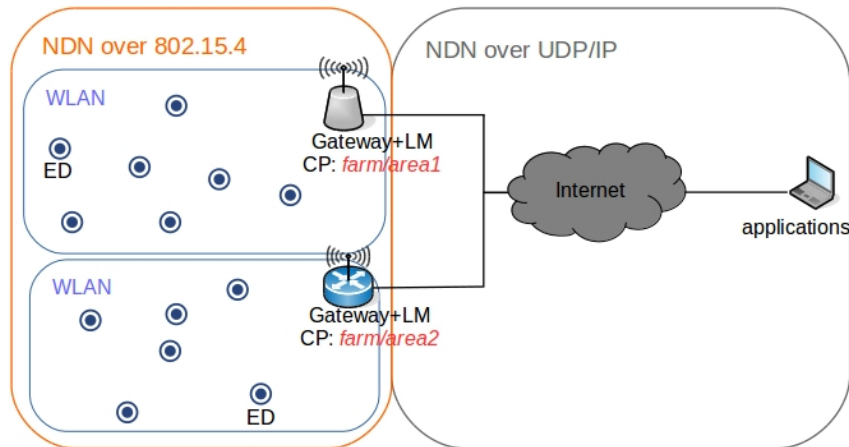 NDN over 802.15.4
NDN over UDP/IP
WLAN
ED
Gateway+LM
CP: farm/area1
Internet
applications
WLAN
Gateway+LM
CP: farm/area2
ED